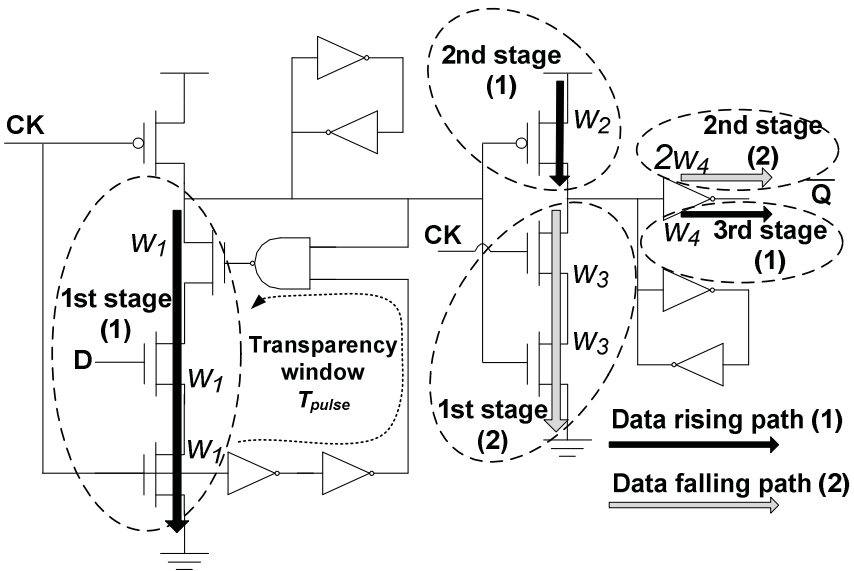 2nd stage
(1)
CK
W2
2nd stage
(2)
2W4
Q
W4
3rd stage
(1)
W1
CK
1st stage
(1)
W3
D
Transparency
window
Tpulse
W3
W1
1st stage
(2)
W1
Data rising path (1)
Data falling path (2)